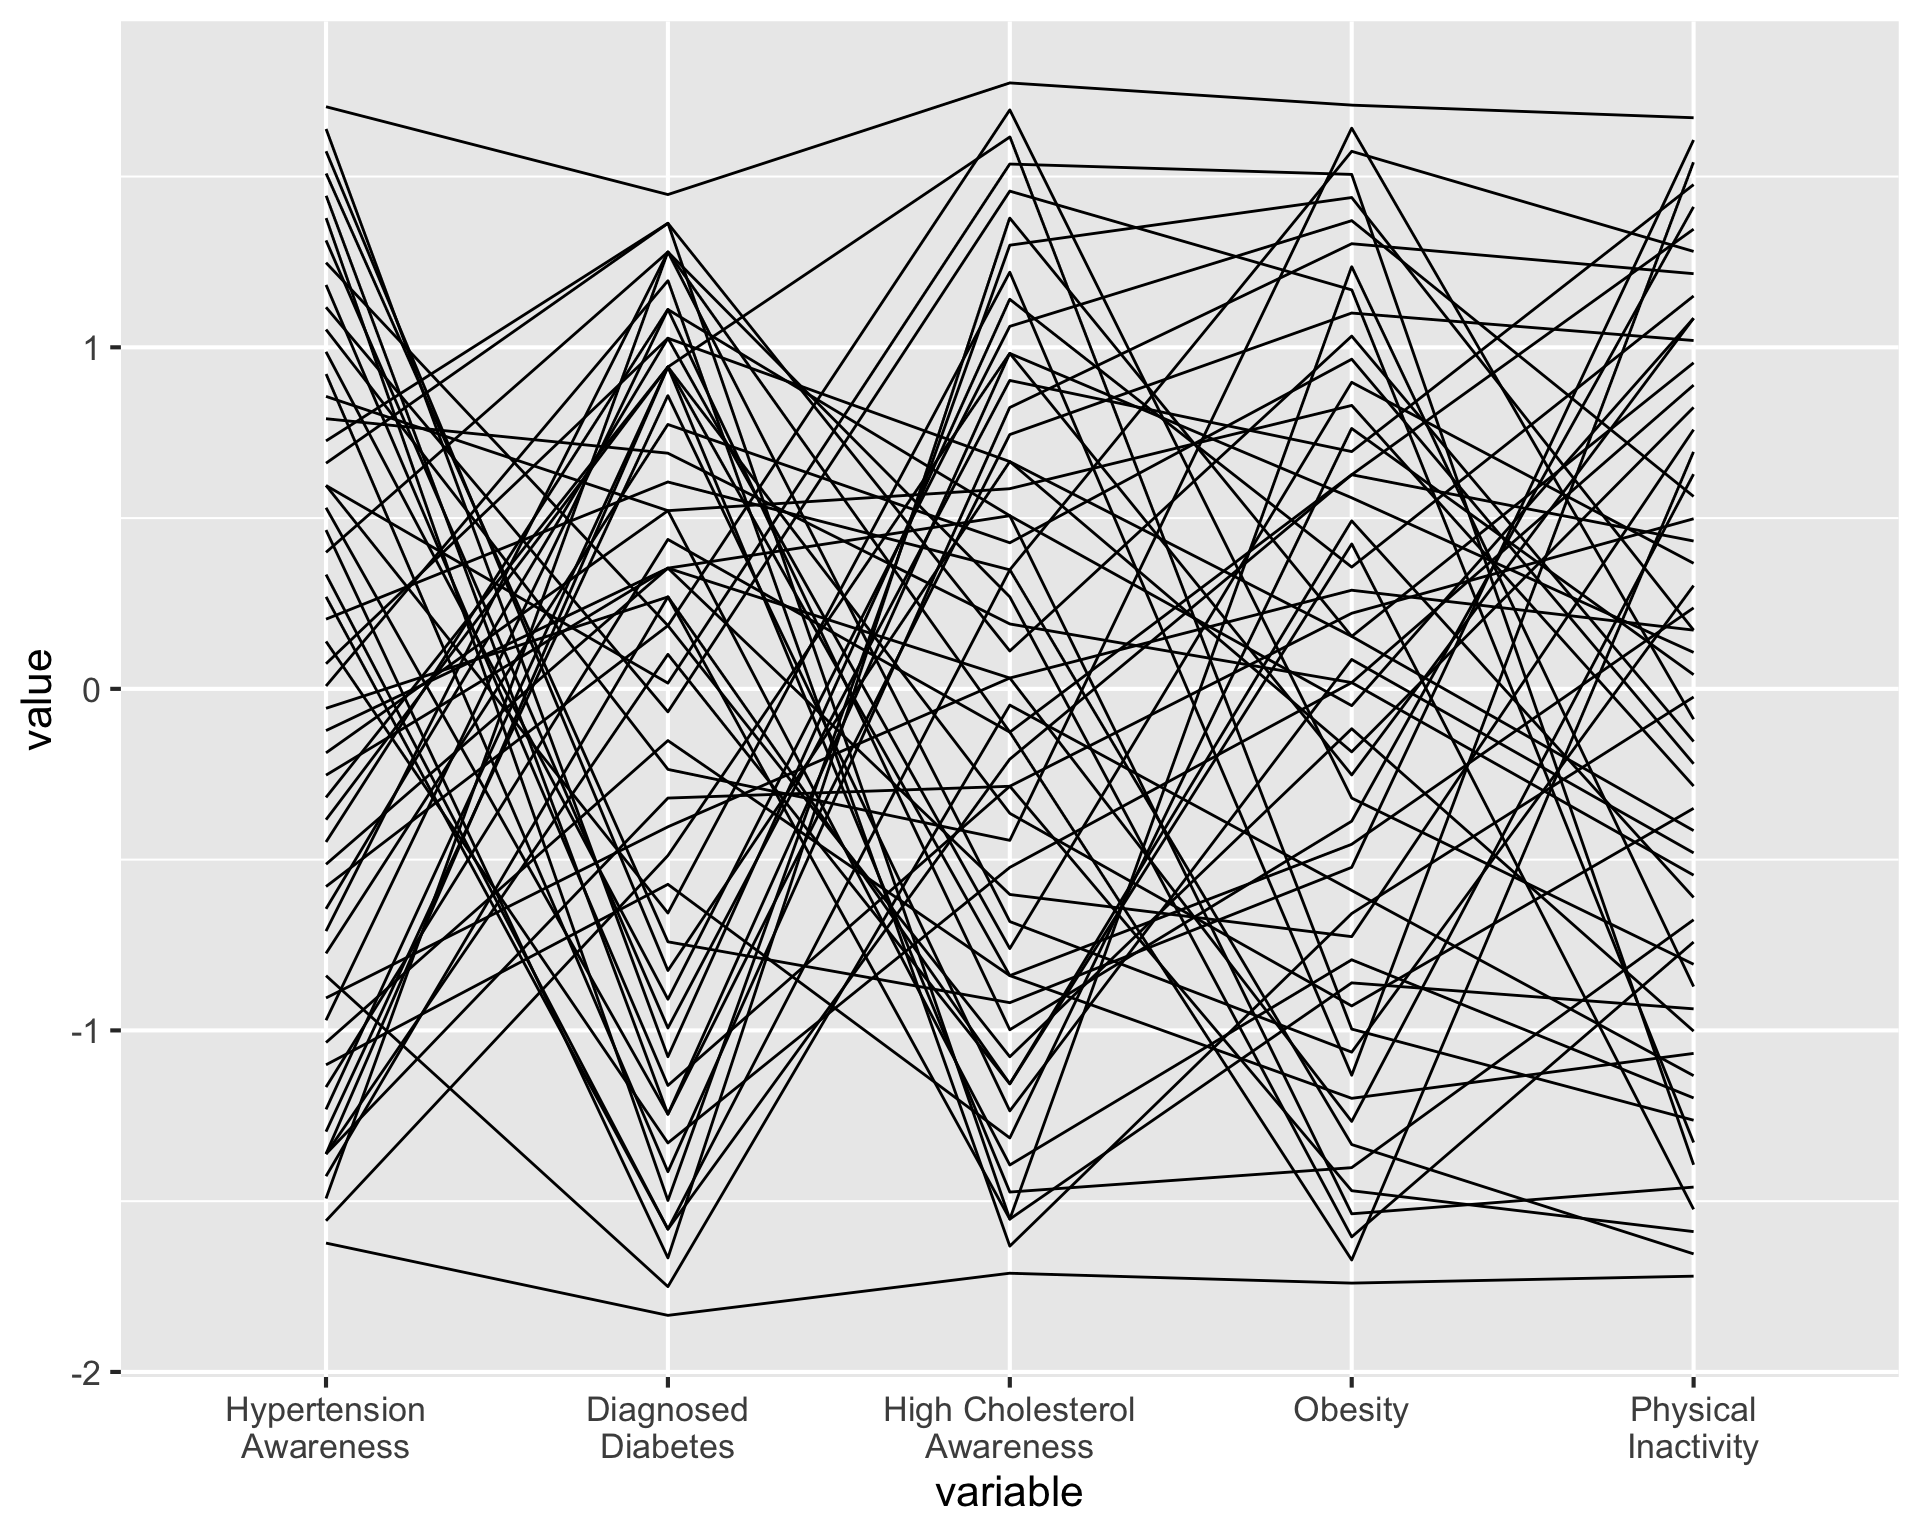 value
1
0
-1
-2
Hypertension
Awareness
Diagnosed
Diabetes
High Cholesterol
Awareness
Obesity
Physical
Inactivity
variable